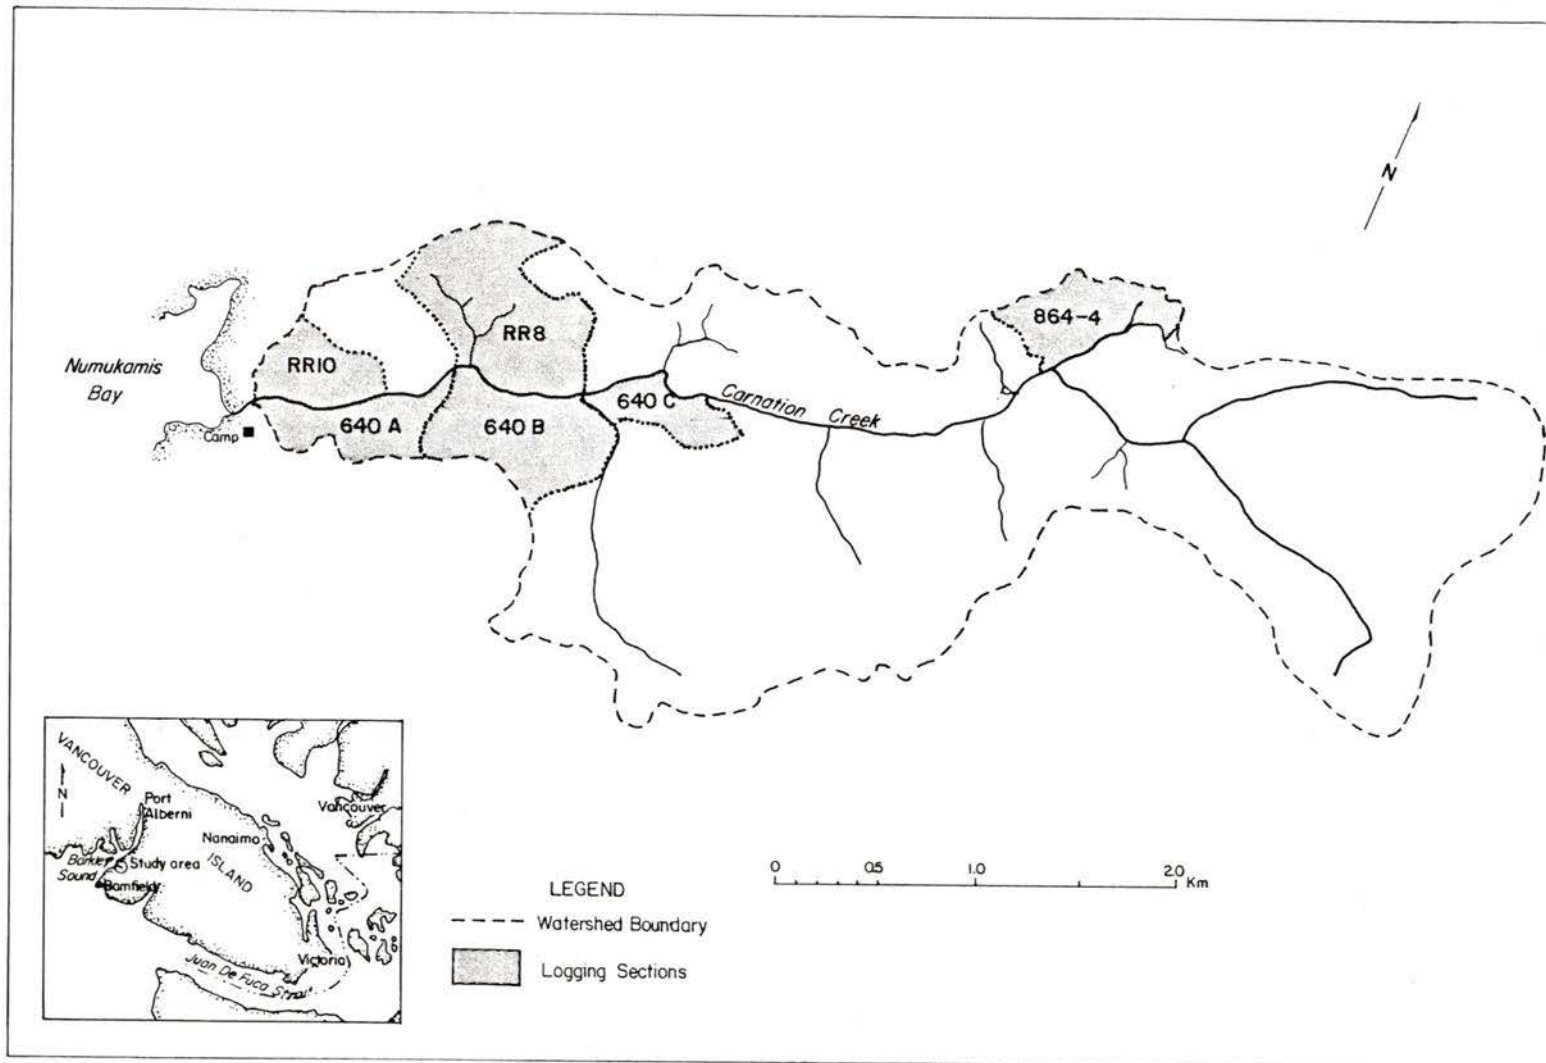 N
864-4
RR8
RR10
Numukamis
Bay
640 A
640 B
640 C
Carnation Creek
Camp
VANCOUVER
ISLAND
N
Port
Alberni
Nanaimo
Vancouver
Barkley
Sound
Study area
Bamfield
Victoria
Juan De Fuca Strait
0 0.5 1.0 2.0 Km
LEGEND
Watershed Boundary
Logging Sections